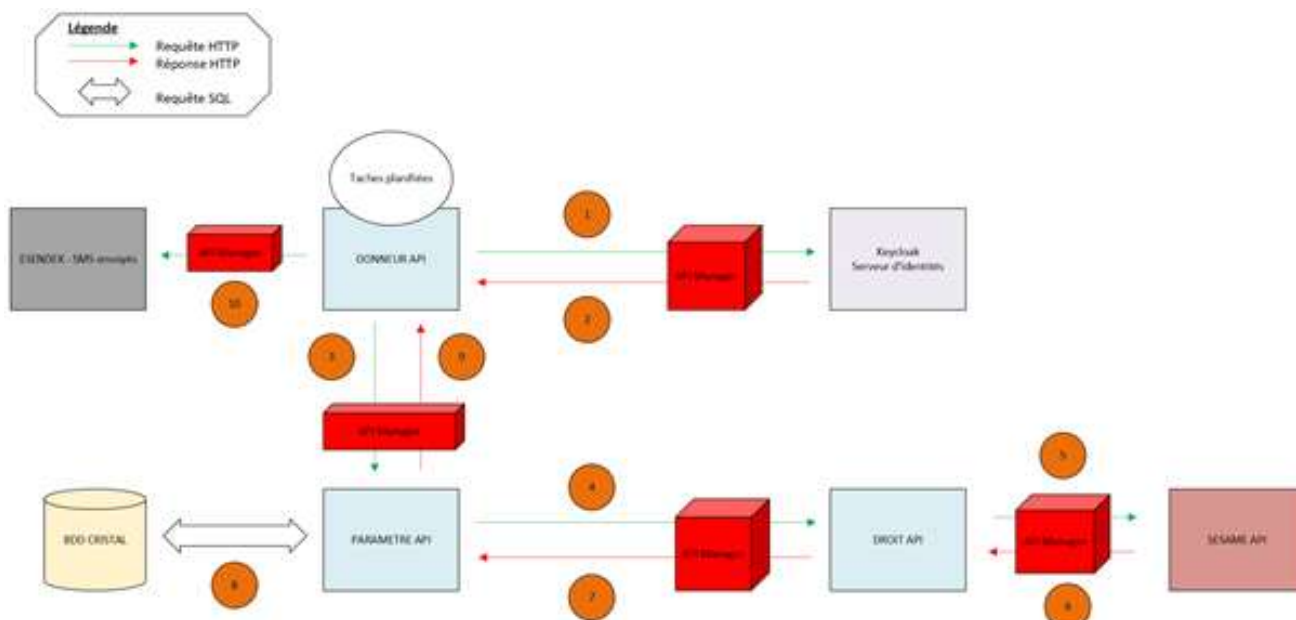 Légende
Requête HTTP
Réponse HTTP
Requête SQL
Taches planifiées
1
ESENDEX - SMS envoyés
API Manager
DONNEUR API
API Manager
Keycloak
Serveur d'identités
10
2
3
9
API Manager
5
4
BDD CRISTAL
PARAMETRE API
API Manager
DROIT API
API Manager
SESAME API
7